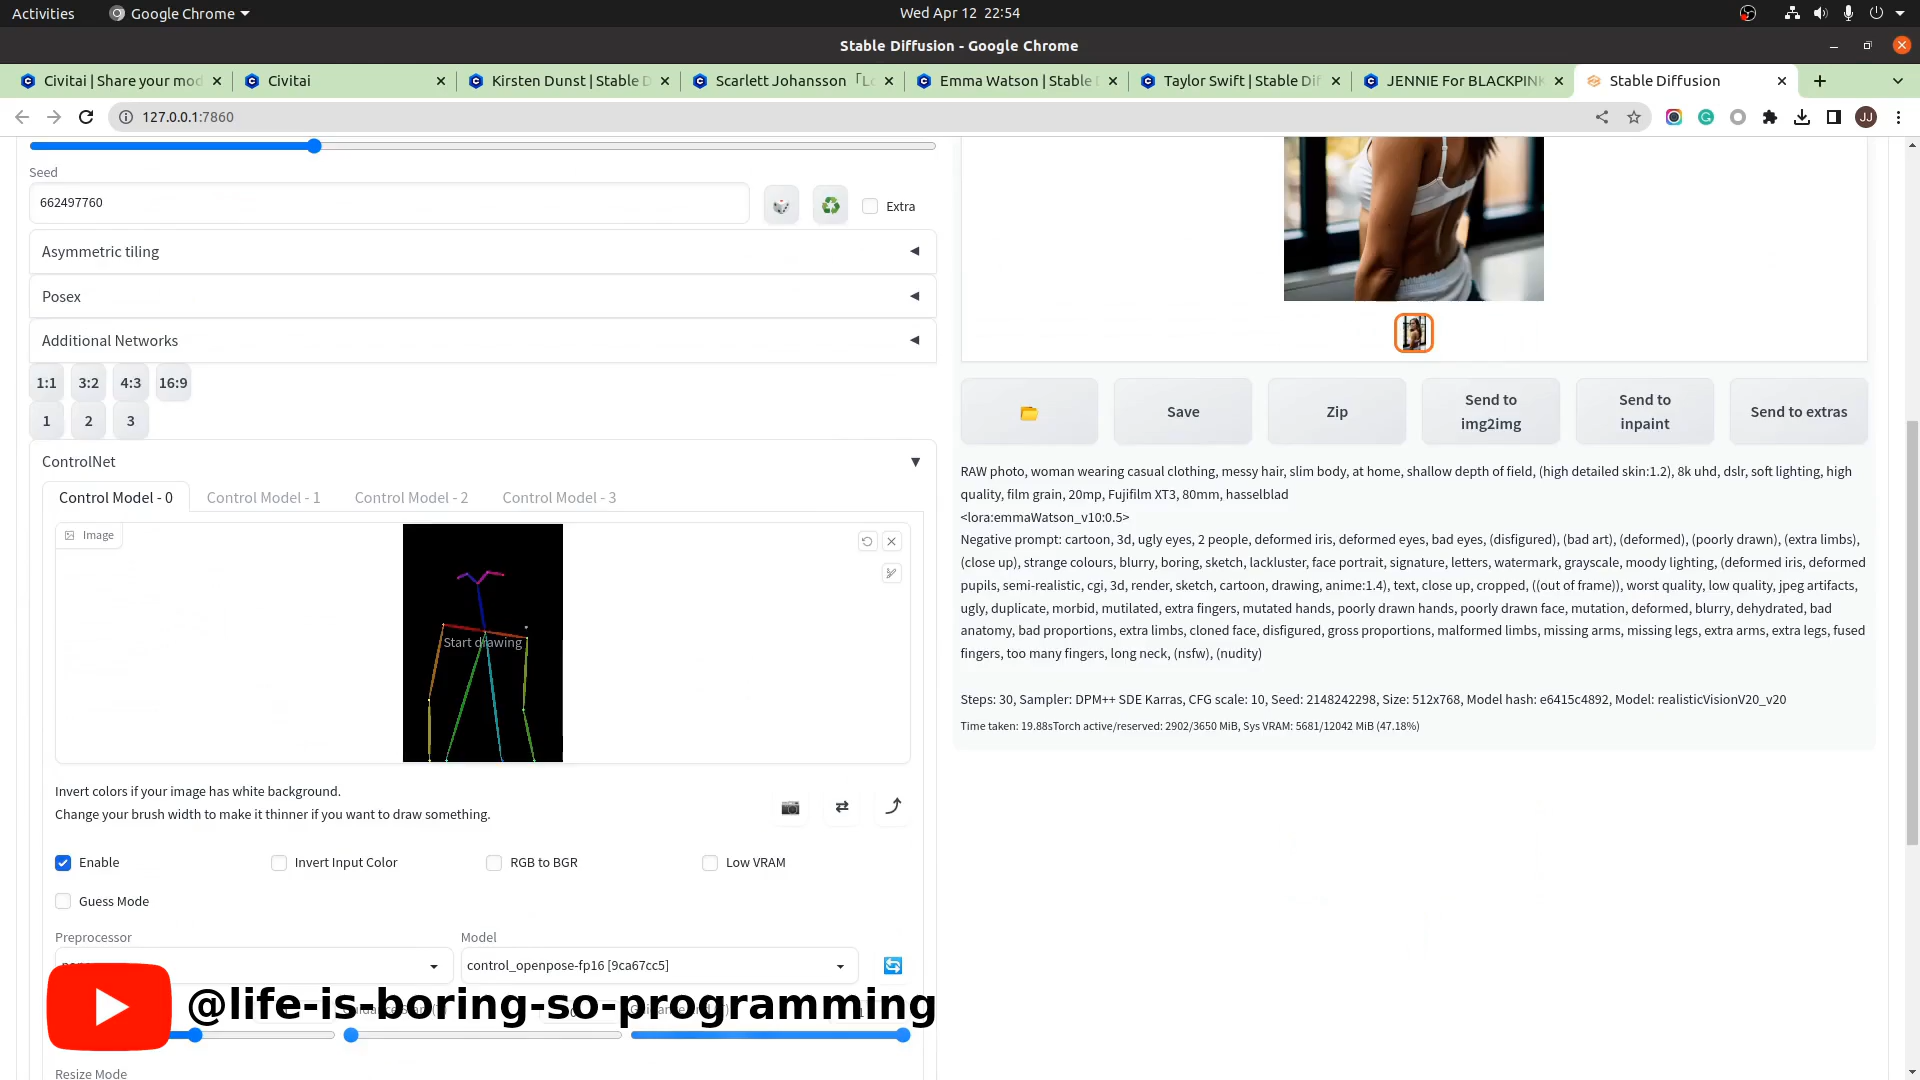 Activities
Google Chrome
Wed Apr 12 22:54
Stable Diffusion - Google Chrome
Civitai | Share your mod
Civitai
Kirsten Dunst | Stable D
Scarlett Johansson「Lo
Emma Watson | Stable
Taylor Swift | Stable Dif
JENNIE For BLACKPINK
Stable Diffusion
127.0.0.1:7860
JJ
Seed
662497760
Extra
Asymmetric tiling
Posex
Additional Networks
1:1 3:2 4:3 16:9
1 2 3
ControlNet
Control Model - 0 Control Model - 1 Control Model - 2 Control Model - 3
Image
Start drawing
Invert colors if your image has white background.
Change your brush width to make it thinner if you want to draw something.
Enable Invert Input Color RGB to BGR Low VRAM
Guess Mode
Preprocessor Model
control_openpose-fp16 [9ca67cc5]
@life-is-boring-so-programming
Resize Mode
Save Zip Send to img2img Send to inpaint Send to extras
RAW photo, woman wearing casual clothing, messy hair, slim body, at home, shallow depth of field, (high detailed skin:1.2), 8k uhd, dslr, soft lighting, high
quality, film grain, 20mp, Fujifilm XT3, 80mm, hasselblad
<lora:emmaWatson_v10:0.5>
Negative prompt: cartoon, 3d, ugly eyes, 2 people, deformed iris, deformed eyes, bad eyes, (disfigured), (bad art), (deformed), (poorly drawn), (extra limbs),
(close up), strange colours, blurry, boring, sketch, lackluster, face portrait, signature, letters, watermark, grayscale, moody lighting, (deformed iris, deformed
pupils, semi-realistic, cgi, 3d, render, sketch, cartoon, drawing, anime:1.4), text, close up, cropped, ((out of frame)), worst quality, low quality, jpeg artifacts,
ugly, duplicate, morbid, mutilated, extra fingers, mutated hands, poorly drawn hands, poorly drawn face, mutation, deformed, blurry, dehydrated, bad
anatomy, bad proportions, extra limbs, cloned face, disfigured, gross proportions, malformed limbs, missing arms, missing legs, extra arms, extra legs, fused
fingers, too many fingers, long neck, (nsfw), (nudity)
Steps: 30, Sampler: DPM++ SDE Karras, CFG scale: 10, Seed: 2148242298, Size: 512x768, Model hash: e6415c4892, Model: realisticVisionV20_v20
Time taken: 19.88sTorch active/reserved: 2902/3650 MiB, Sys VRAM: 5681/12042 MiB (47.18%)